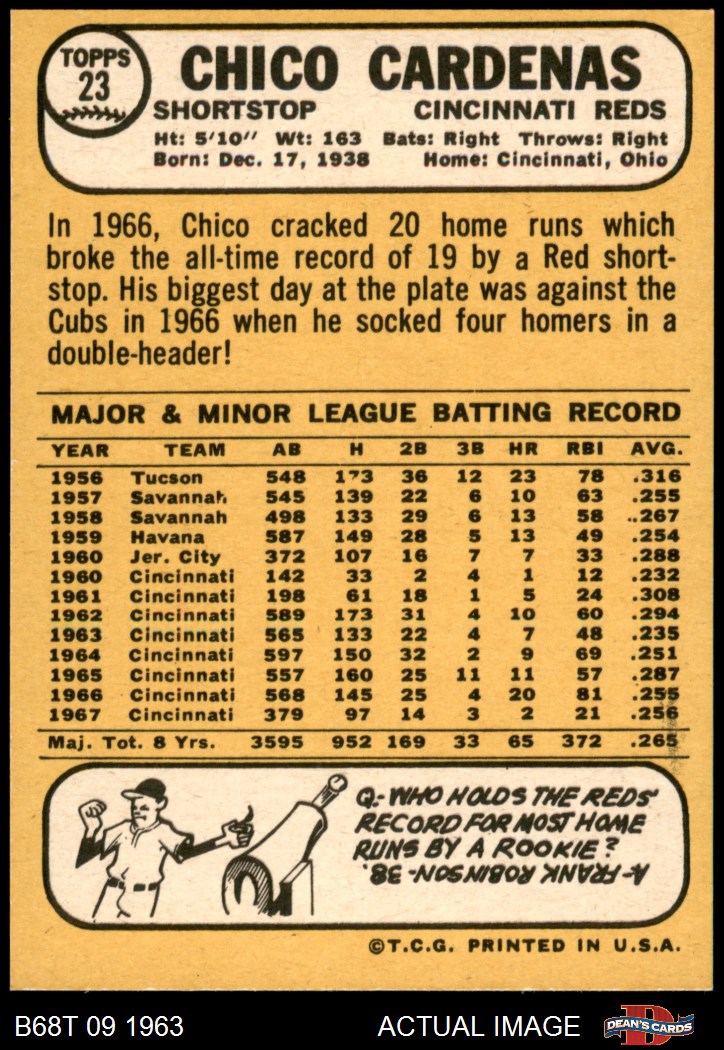 TOPPS
23
CHICO CARDENAS
SHORTSTOP CINCINNATI REDS
Ht: 5'10" Wt: 163 Bats: Right Throws: Right
Born: Dec. 17, 1938 Home: Cincinnati, Ohio
In 1966, Chico cracked 20 home runs which
broke the all-time record of 19 by a Red short-
stop. His biggest day at the plate was against the
Cubs in 1966 when he socked four homers in a
double-header!
MAJOR & MINOR LEAGUE BATTING RECORD
YEAR TEAM AB H 2B 3B HR RBI AVG.
1956 Tucson 548 173 36 12 23 78 .316
1957 Savannah 545 139 22 6 10 63 .255
1958 Savannah 498 133 29 6 13 58 .267
1959 Havana 587 149 28 5 13 49 .254
1960 Jer. City 372 107 16 7 7 33 .288
1960 Cincinnati 142 33 2 4 1 12 .232
1961 Cincinnati 198 61 18 1 5 24 .308
1962 Cincinnati 589 173 31 4 10 60 .294
1963 Cincinnati 565 133 22 4 7 48 .235
1964 Cincinnati 597 150 32 2 9 69 .251
1965 Cincinnati 557 160 25 11 11 57 .287
1966 Cincinnati 568 145 25 4 20 81 .255
1967 Cincinnati 379 97 14 3 2 21 .256
Maj. Tot. 8 Yrs. 3595 952 169 33 65 372 .265
Q:- WHO HOLDS THE REDS'
RECORD FOR MOST HOME
RUNS BY A ROOKIE?
A-FRANK ROBINSON-38.
©T.C.G. PRINTED IN U.S.A.
B68T 09 1963 ACTUAL IMAGE D DEAN'S CARDS